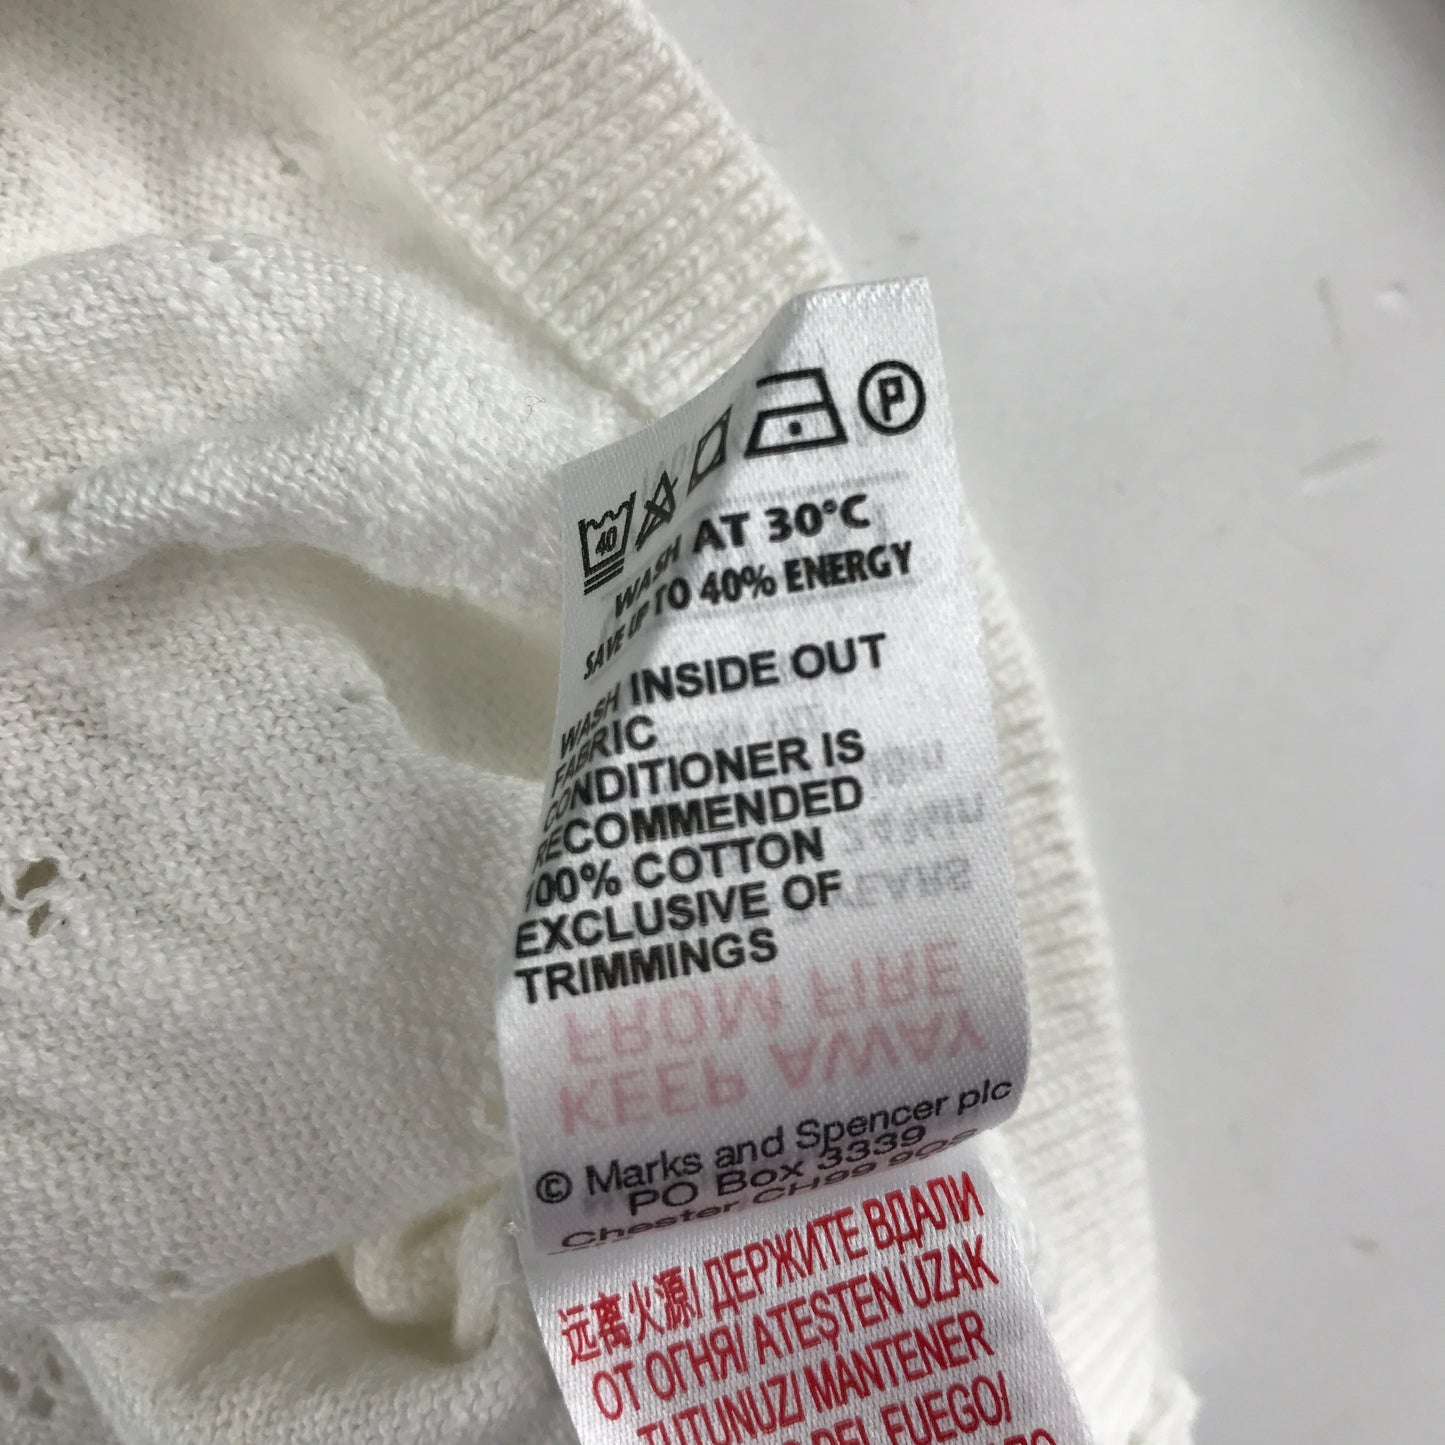 40
P
WASH AT 30°C
SAVE UP TO 40% ENERGY
WASH INSIDE OUT
FABRIC
CONDITIONER IS
RECOMMENDED
100% COTTON
EXCLUSIVE OF
TRIMMINGS
KEEP AWAY
FROM FIRE
© Marks and Spencer plc
PO Box 3339
Chester CH99 9QS
远离火源/ ДЕРЖИТЕ ВДАЛИ
ОТ ОГНЯ/ ATEŞTEN UZAK
TUTUNUZ/ MANTENER
DEL FUEGO/